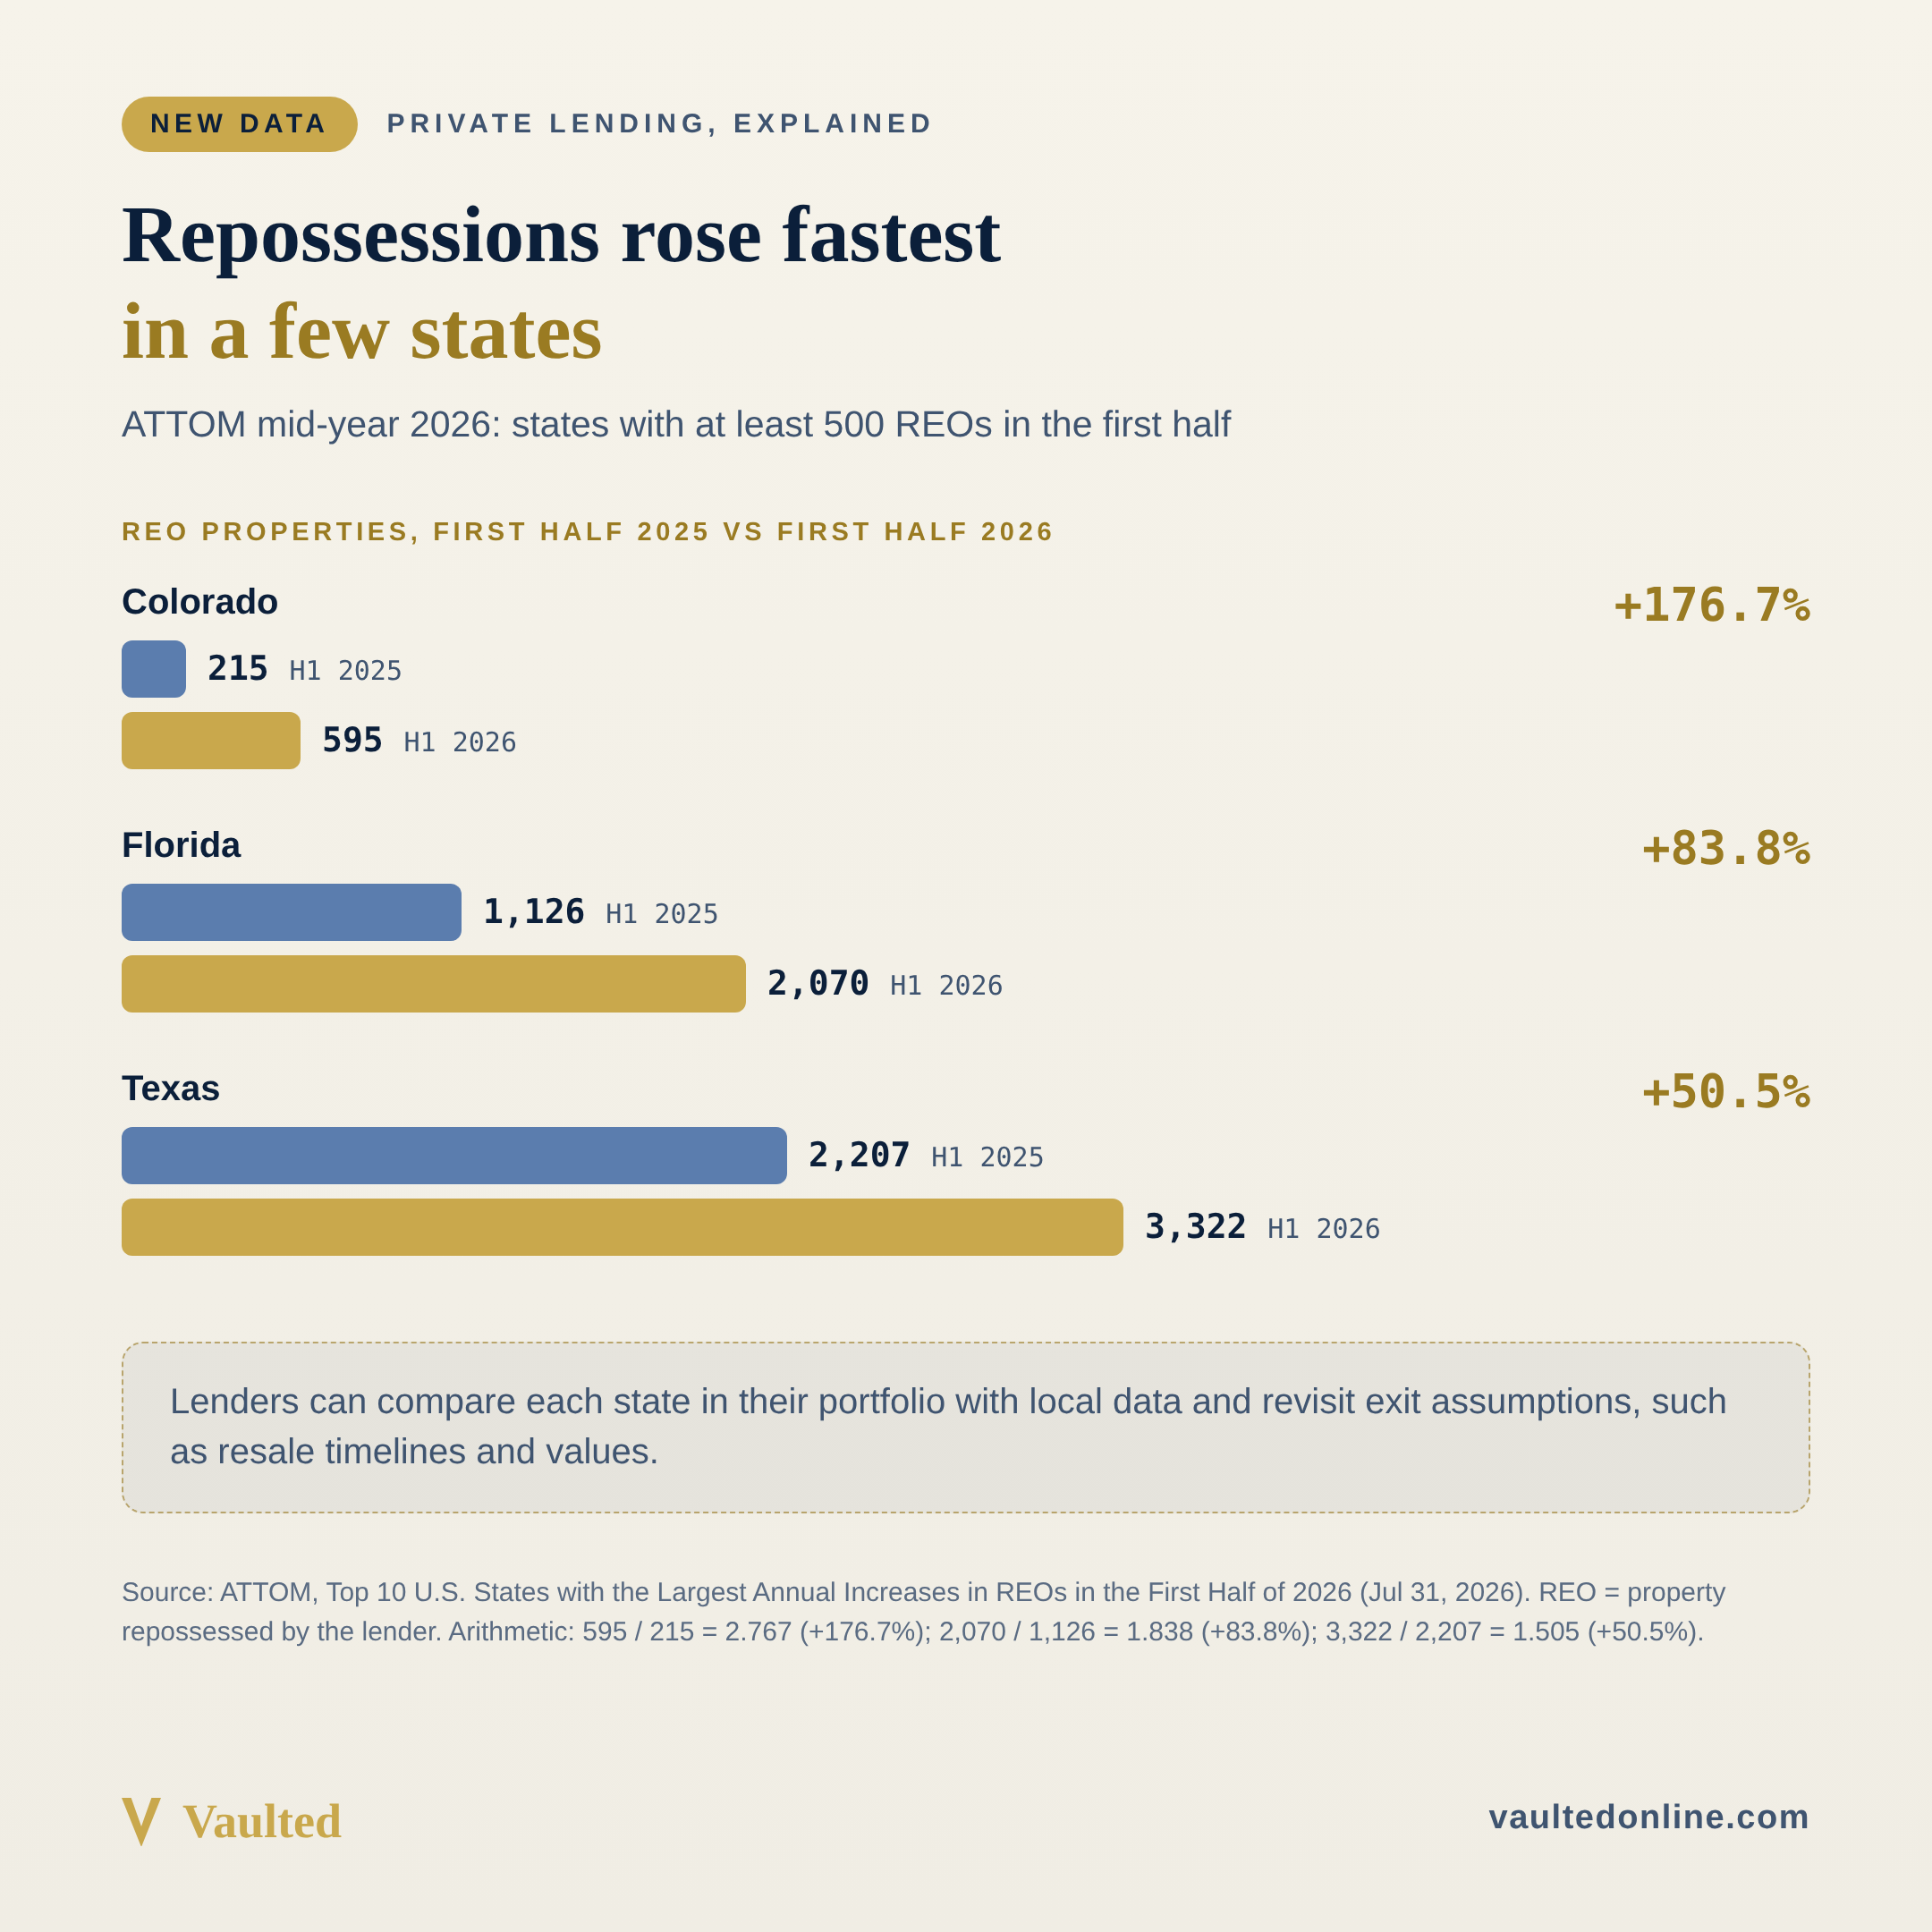 NEW DATA PRIVATE LENDING, EXPLAINED
Repossessions rose fastest
in a few states
ATTOM mid-year 2026: states with at least 500 REOs in the first half
REO PROPERTIES, FIRST HALF 2025 VS FIRST HALF 2026
Colorado +176.7%
215 H1 2025
595 H1 2026
Florida +83.8%
1,126 H1 2025
2,070 H1 2026
Texas +50.5%
2,207 H1 2025
3,322 H1 2026
Lenders can compare each state in their portfolio with local data and revisit exit assumptions, such
as resale timelines and values.
Source: ATTOM, Top 10 U.S. States with the Largest Annual Increases in REOs in the First Half of 2026 (Jul 31, 2026). REO = property
repossessed by the lender. Arithmetic: 595 / 215 = 2.767 (+176.7%); 2,070 / 1,126 = 1.838 (+83.8%); 3,322 / 2,207 = 1.505 (+50.5%).
Vaulted vaultedonline.com